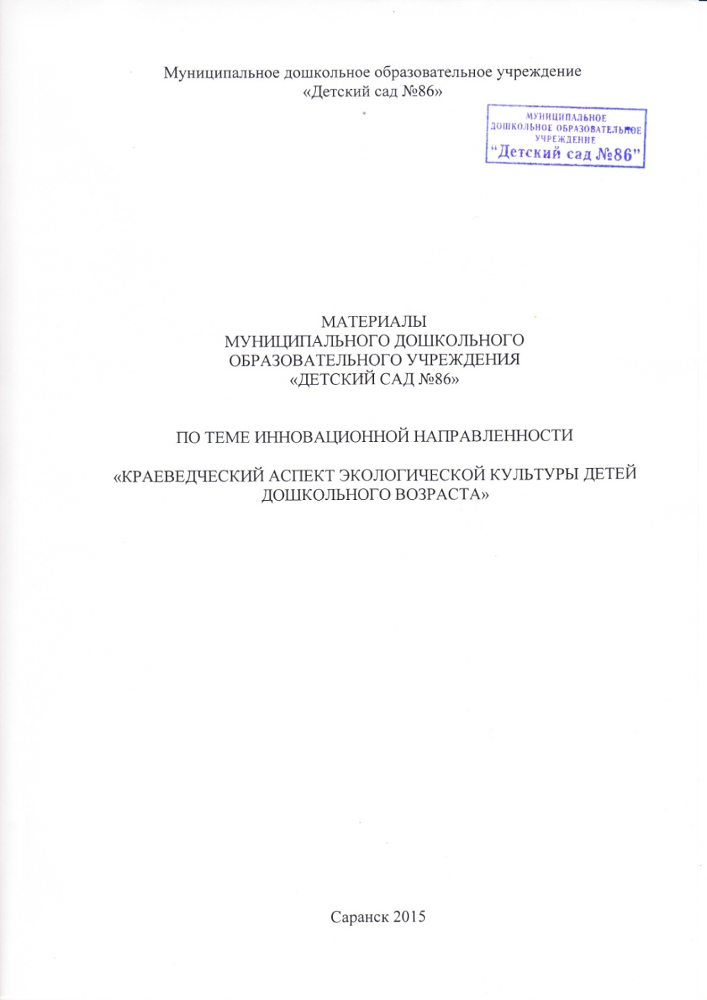 Муниципальное дошкольное образовательное учреждение
«Детский сад №86»
МУНИЦИПАЛЬНОЕ
ДОШКОЛЬНОЕ ОБРАЗОВАТЕЛЬНОЕ
УЧРЕЖДЕНИЕ
"Детский сад №86"
МАТЕРИАЛЫ
МУНИЦИПАЛЬНОГО ДОШКОЛЬНОГО
ОБРАЗОВАТЕЛЬНОГО УЧРЕЖДЕНИЯ
«ДЕТСКИЙ САД №86»
ПО ТЕМЕ ИННОВАЦИОННОЙ НАПРАВЛЕННОСТИ
«КРАЕВЕДЧЕСКИЙ АСПЕКТ ЭКОЛОГИЧЕСКОЙ КУЛЬТУРЫ ДЕТЕЙ
ДОШКОЛЬНОГО ВОЗРАСТА»
Саранск 2015